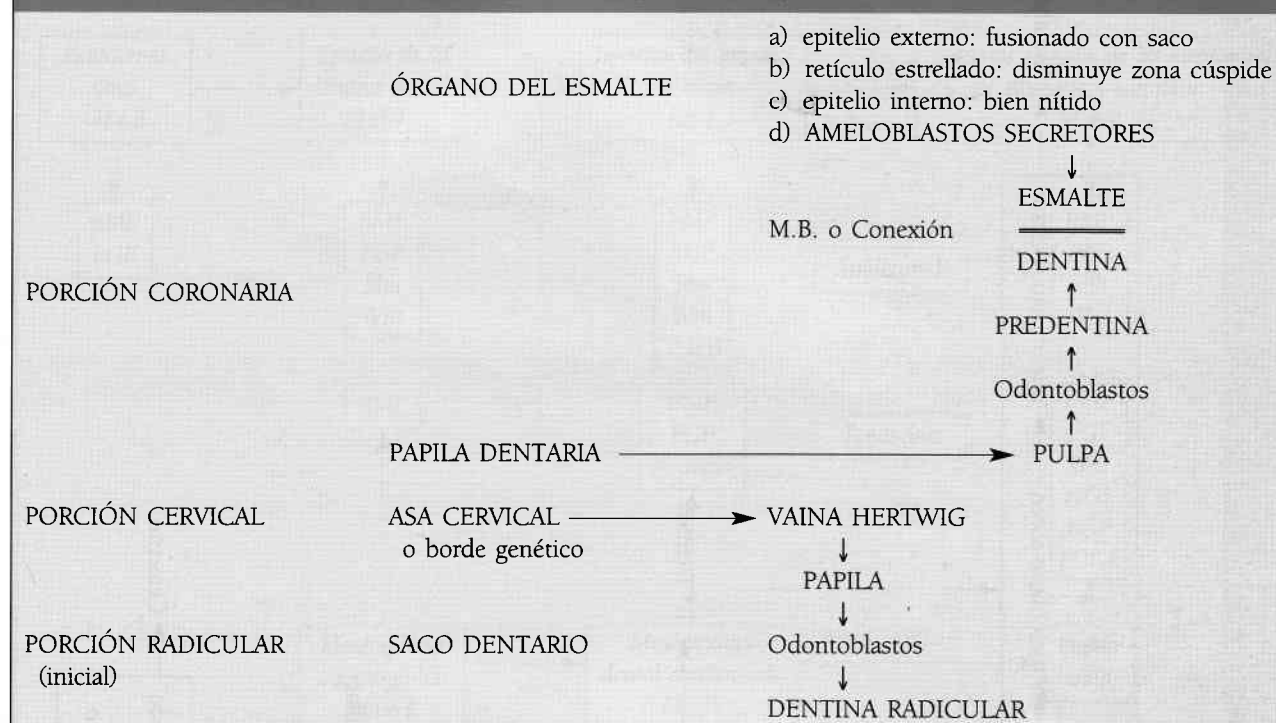 a) epitelio externo: fusionado con saco
b) retículo estrellado: disminuye zona cúspide
ÓRGANO DEL ESMALTE
c) epitelio interno: bien nítido
d) AMELOBLASTOS SECRETORES
↓
ESMALTE
M.B. o Conexión
DENTINA
PORCIÓN CORONARIA
↑
PREDENTINA
↑
Odontoblastos
↑
PAPILA DENTARIA → PULPA
PORCIÓN CERVICAL ASA CERVICAL → VAINA HERTWIG
o borde genético ↓
PAPILA
↓
PORCIÓN RADICULAR SACO DENTARIO Odontoblastos
(inicial) ↓
DENTINA RADICULAR